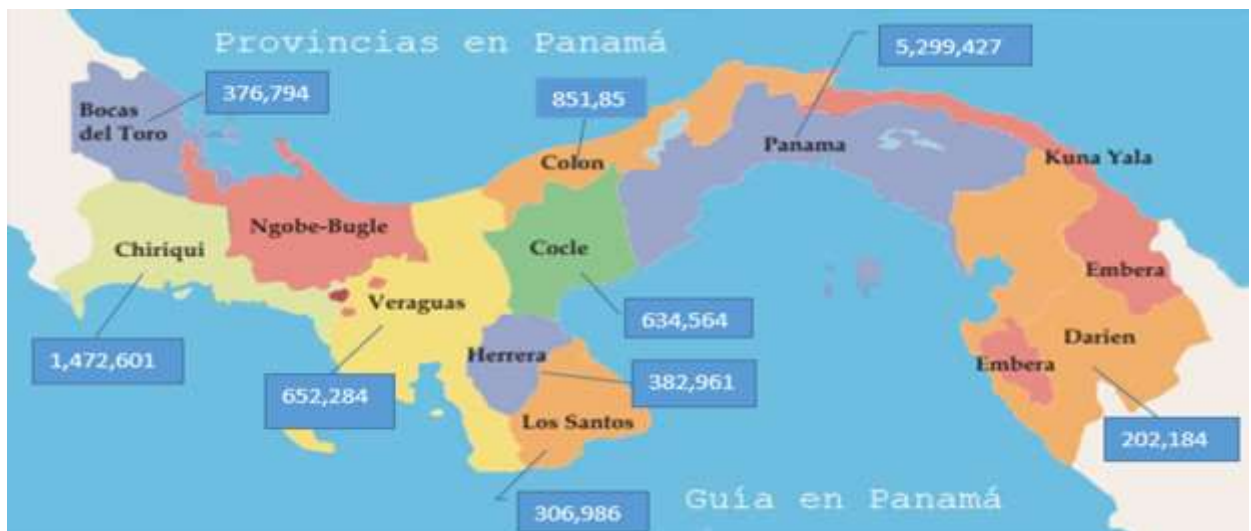 Provincias en Panamá
5,299,427
376,794
851,85
Bocas
del Toro
Panama
Colon
Kuna Yala
Ngobe-Bugle
Chiriqui
Cocle
Embera
Veraguas
634,564
Darien
1,472,601
Herrera
Embera
652,284
382,961
Los Santos
202,184
306,986
Guía en Panamá